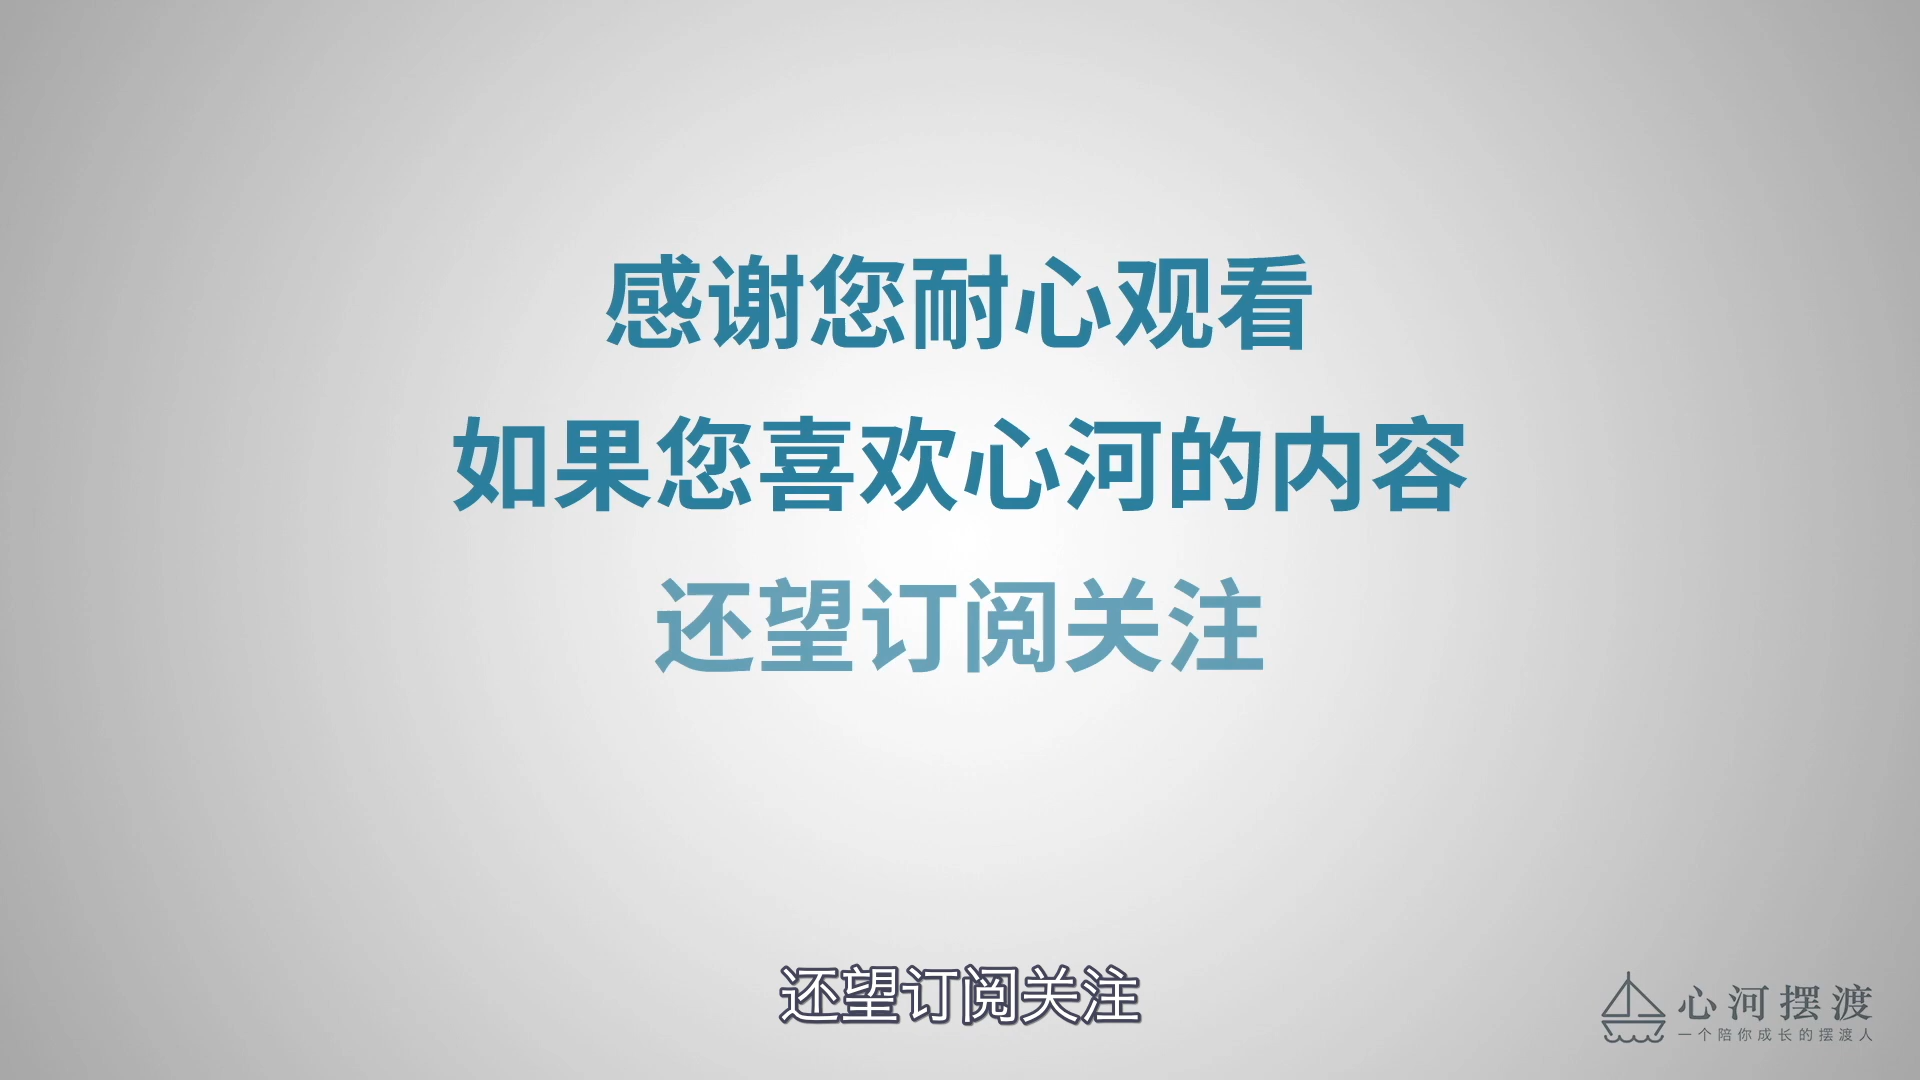 感谢您耐心观看
如果您喜欢心河的内容
还望订阅关注
还望订阅关注
心河摆渡
一个陪你成长的摆渡人